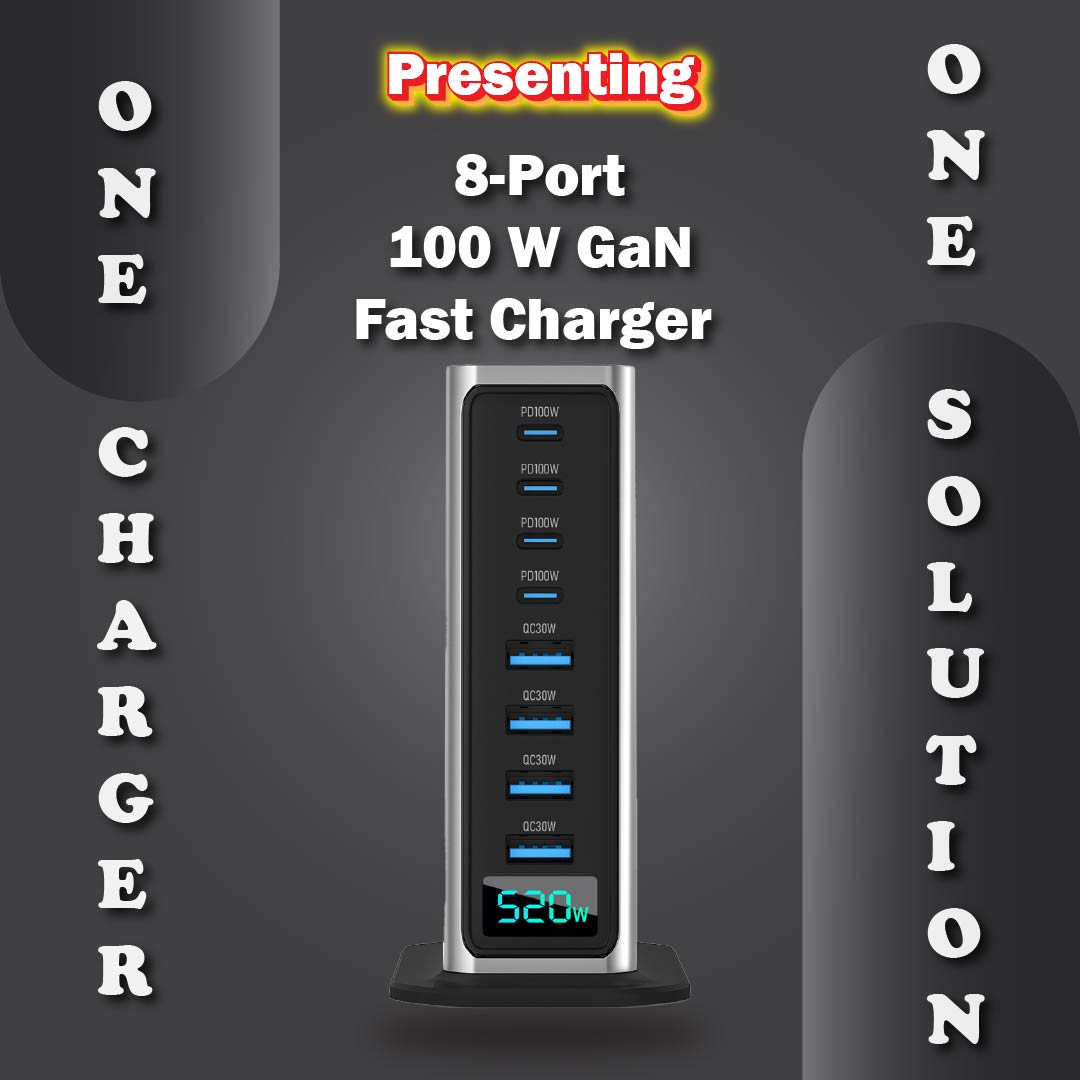 Presenting
8-Port
100 W GaN
Fast Charger
ONE CHARGER
ONE SOLUTION
PD100W
PD100W
PD100W
PD100W
QC30W
QC30W
QC30W
QC30W
520W